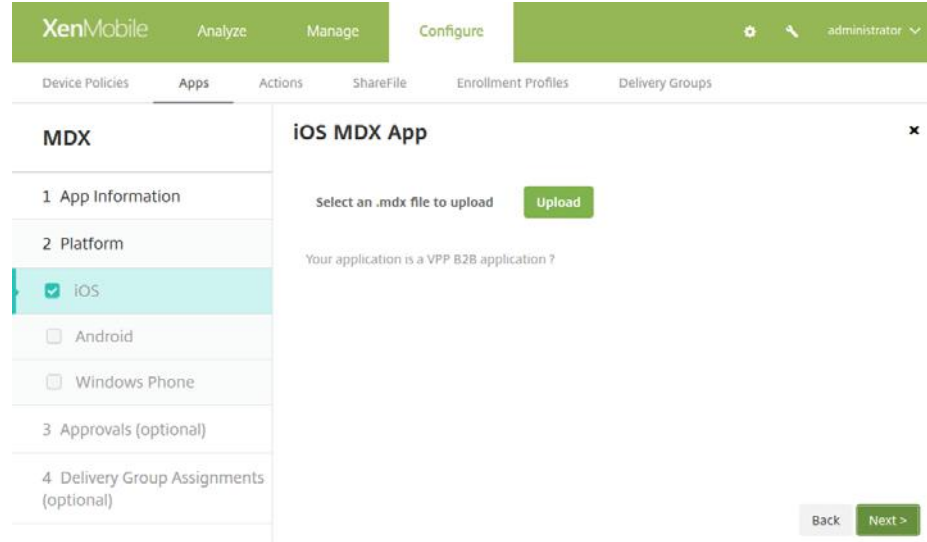 XenMobile Analyze Manage Configure administrator
Device Policies Apps Actions ShareFile Enrollment Profiles Delivery Groups
MDX
1 App Information
2 Platform
iOS
Android
Windows Phone
3 Approvals (optional)
4 Delivery Group Assignments
(optional)
iOS MDX App
Select an .mdx file to upload Upload
Your application is a VPP B2B application ?
Back Next >